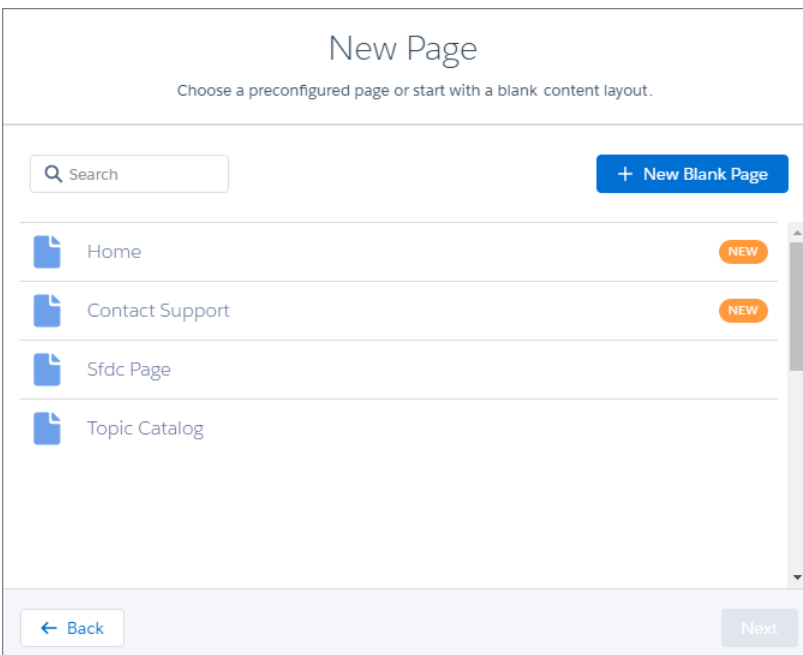 New Page
Choose a preconfigured page or start with a blank content layout.
Search
+ New Blank Page
Home
NEW
Contact Support
NEW
Sfdc Page
Topic Catalog
Back
Next